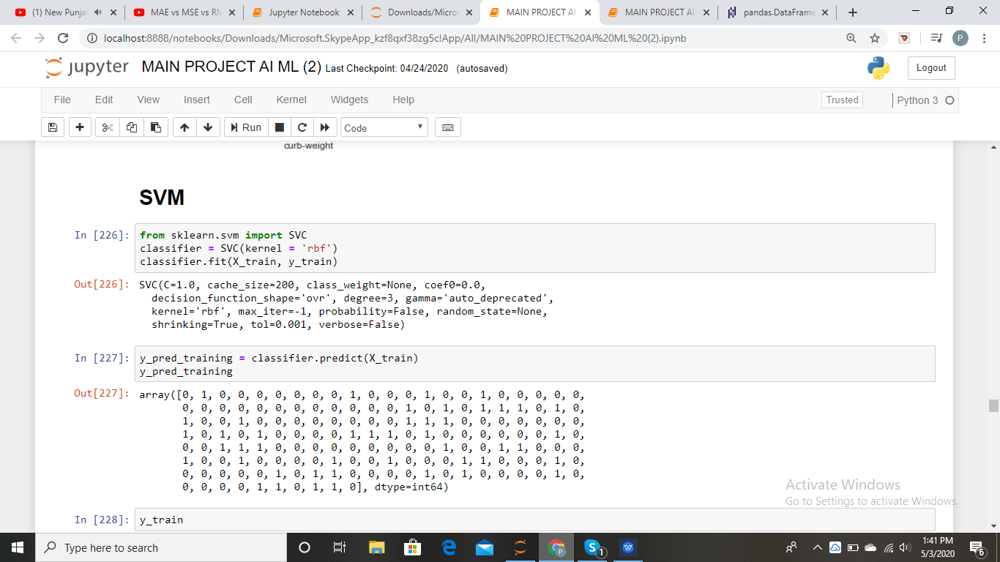 (1) New Punja
MAE vs MSE vs RM
Jupyter Notebook
Downloads/Micros
MAIN PROJECT AI
MAIN PROJECT AI
pandas.DataFrame
localhost:8888/notebooks/Downloads/Microsoft.SkypeApp_kzf8qxf38zg5c!App/All/MAIN%20PROJECT%20AI%20ML%20(2).ipynb
P
jupyter MAIN PROJECT AI ML (2) Last Checkpoint: 04/24/2020 (autosaved)
Logout
File Edit View Insert Cell Kernel Widgets Help
Trusted
Python 3
Run
Code
curb-weight
SVM
In [226]: from sklearn.svm import SVC
classifier = SVC(kernel = 'rbf')
classifier.fit(X_train, y_train)
Out[226]: SVC(C=1.0, cache_size=200, class_weight=None, coef0=0.0,
decision_function_shape='ovr', degree=3, gamma='auto_deprecated',
kernel='rbf', max_iter=-1, probability=False, random_state=None,
shrinking=True, tol=0.001, verbose=False)
In [227]: y_pred_training = classifier.predict(X_train)
y_pred_training
Out[227]: array([0, 1, 0, 0, 0, 0, 0, 0, 0, 1, 0, 0, 0, 1, 0, 0, 1, 0, 0, 0, 0, 0,
0, 0, 0, 0, 0, 0, 0, 0, 0, 0, 0, 0, 1, 0, 1, 0, 1, 1, 1, 0, 1, 0,
1, 0, 0, 1, 0, 0, 0, 0, 0, 0, 0, 0, 1, 1, 1, 0, 0, 0, 0, 0, 0, 0,
1, 0, 1, 0, 1, 0, 0, 0, 0, 1, 1, 1, 0, 1, 0, 0, 0, 0, 0, 0, 1, 0,
0, 0, 1, 1, 1, 0, 0, 0, 0, 0, 0, 0, 0, 0, 1, 0, 0, 1, 1, 0, 0, 0,
1, 0, 0, 1, 0, 0, 0, 0, 1, 0, 0, 1, 0, 0, 0, 1, 1, 0, 0, 0, 1, 0,
0, 0, 0, 0, 0, 1, 0, 1, 1, 0, 0, 0, 0, 1, 0, 1, 0, 0, 0, 0, 1, 0,
0, 0, 0, 0, 1, 1, 0, 1, 1, 0], dtype=int64)
Activate Windows
Go to Settings to activate Windows.
In [228]: y_train
Type here to search
P
1
1:41 PM
5/3/2020
6